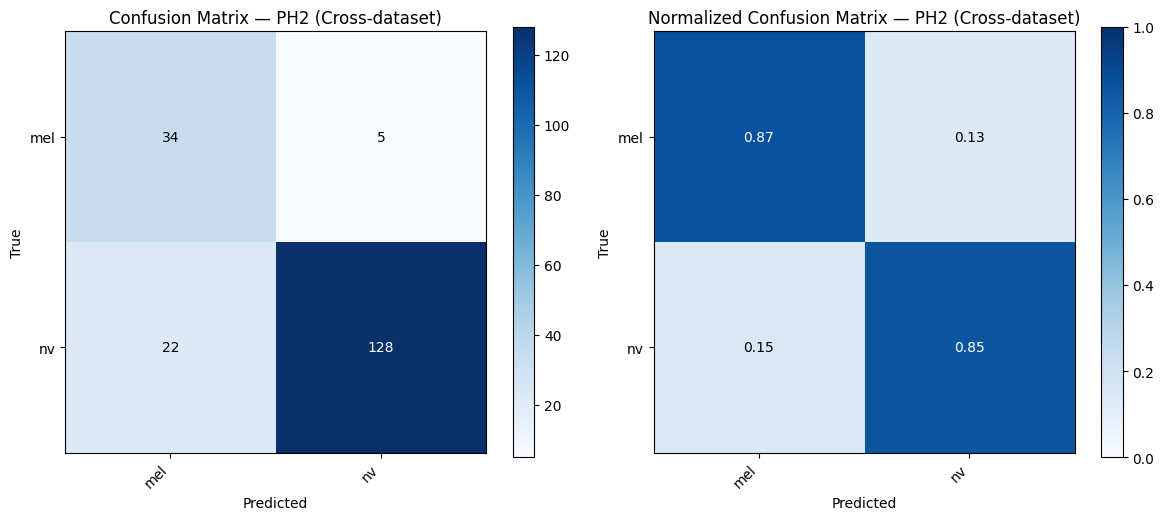 Confusion Matrix — PH2 (Cross-dataset)
mel
nv
True
34
5
22
128
mel
nv
Predicted
120
100
80
60
40
20
Normalized Confusion Matrix — PH2 (Cross-dataset)
mel
nv
True
0.87
0.13
0.15
0.85
mel
nv
Predicted
1.0
0.8
0.6
0.4
0.2
0.0